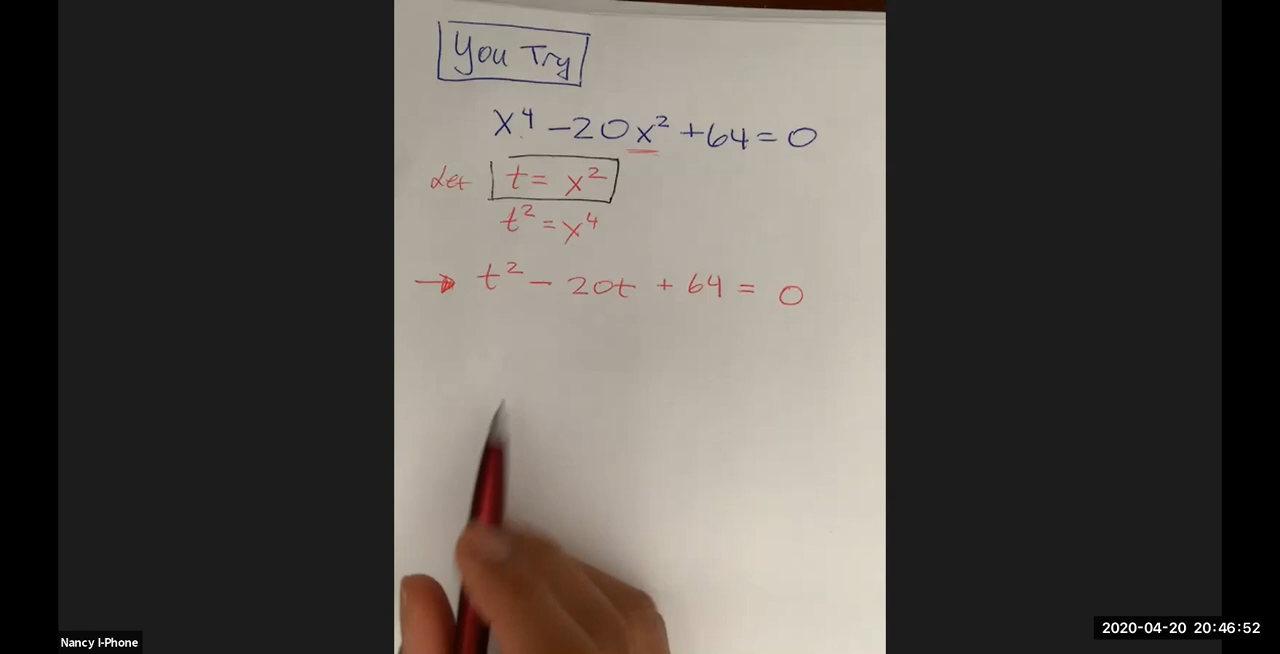 You Try
x⁴ -20x² +64= 0
Let t = x²
t² = x⁴
→ t² - 20t + 64 = 0
Nancy I-Phone
2020-04-20 20:46:52